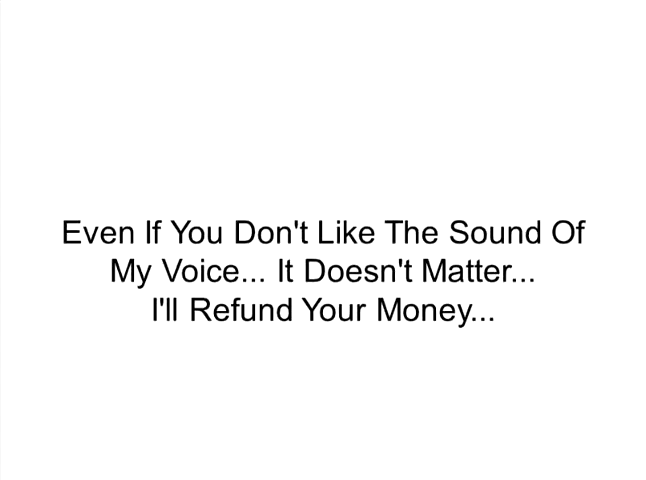 Even If You Don't Like The Sound Of
My Voice... It Doesn't Matter...
I'll Refund Your Money...